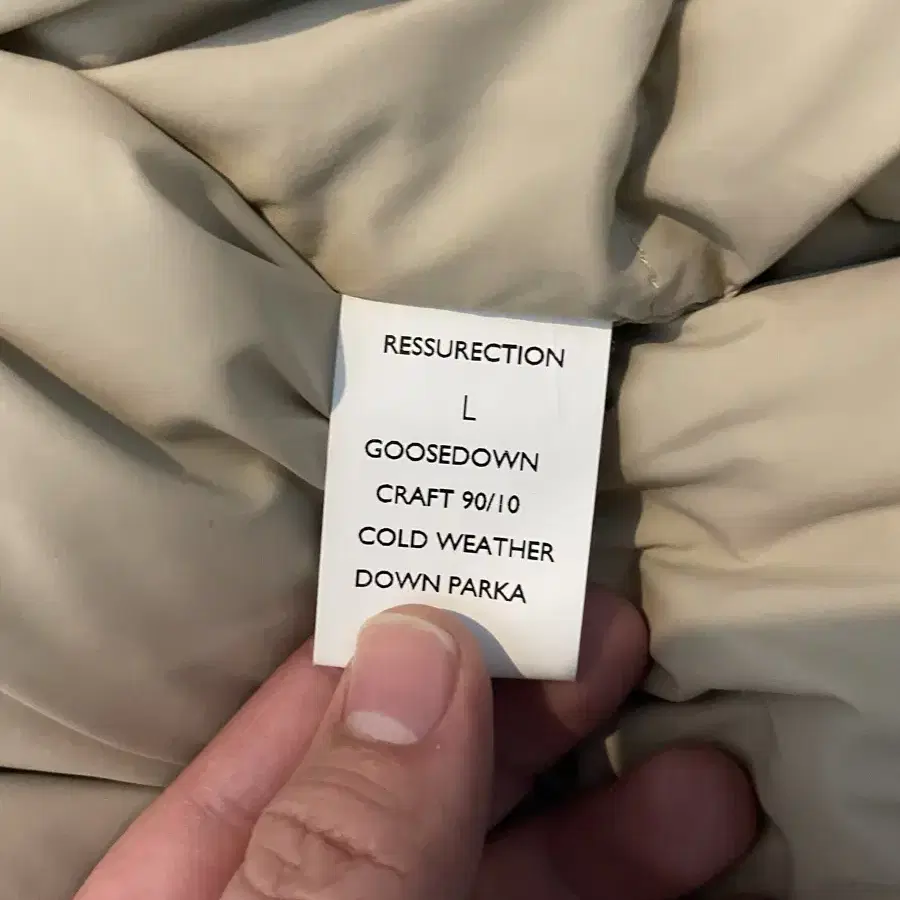 RESSURECTION
L
GOOSEDOWN
CRAFT 90/10
COLD WEATHER
DOWN PARKA